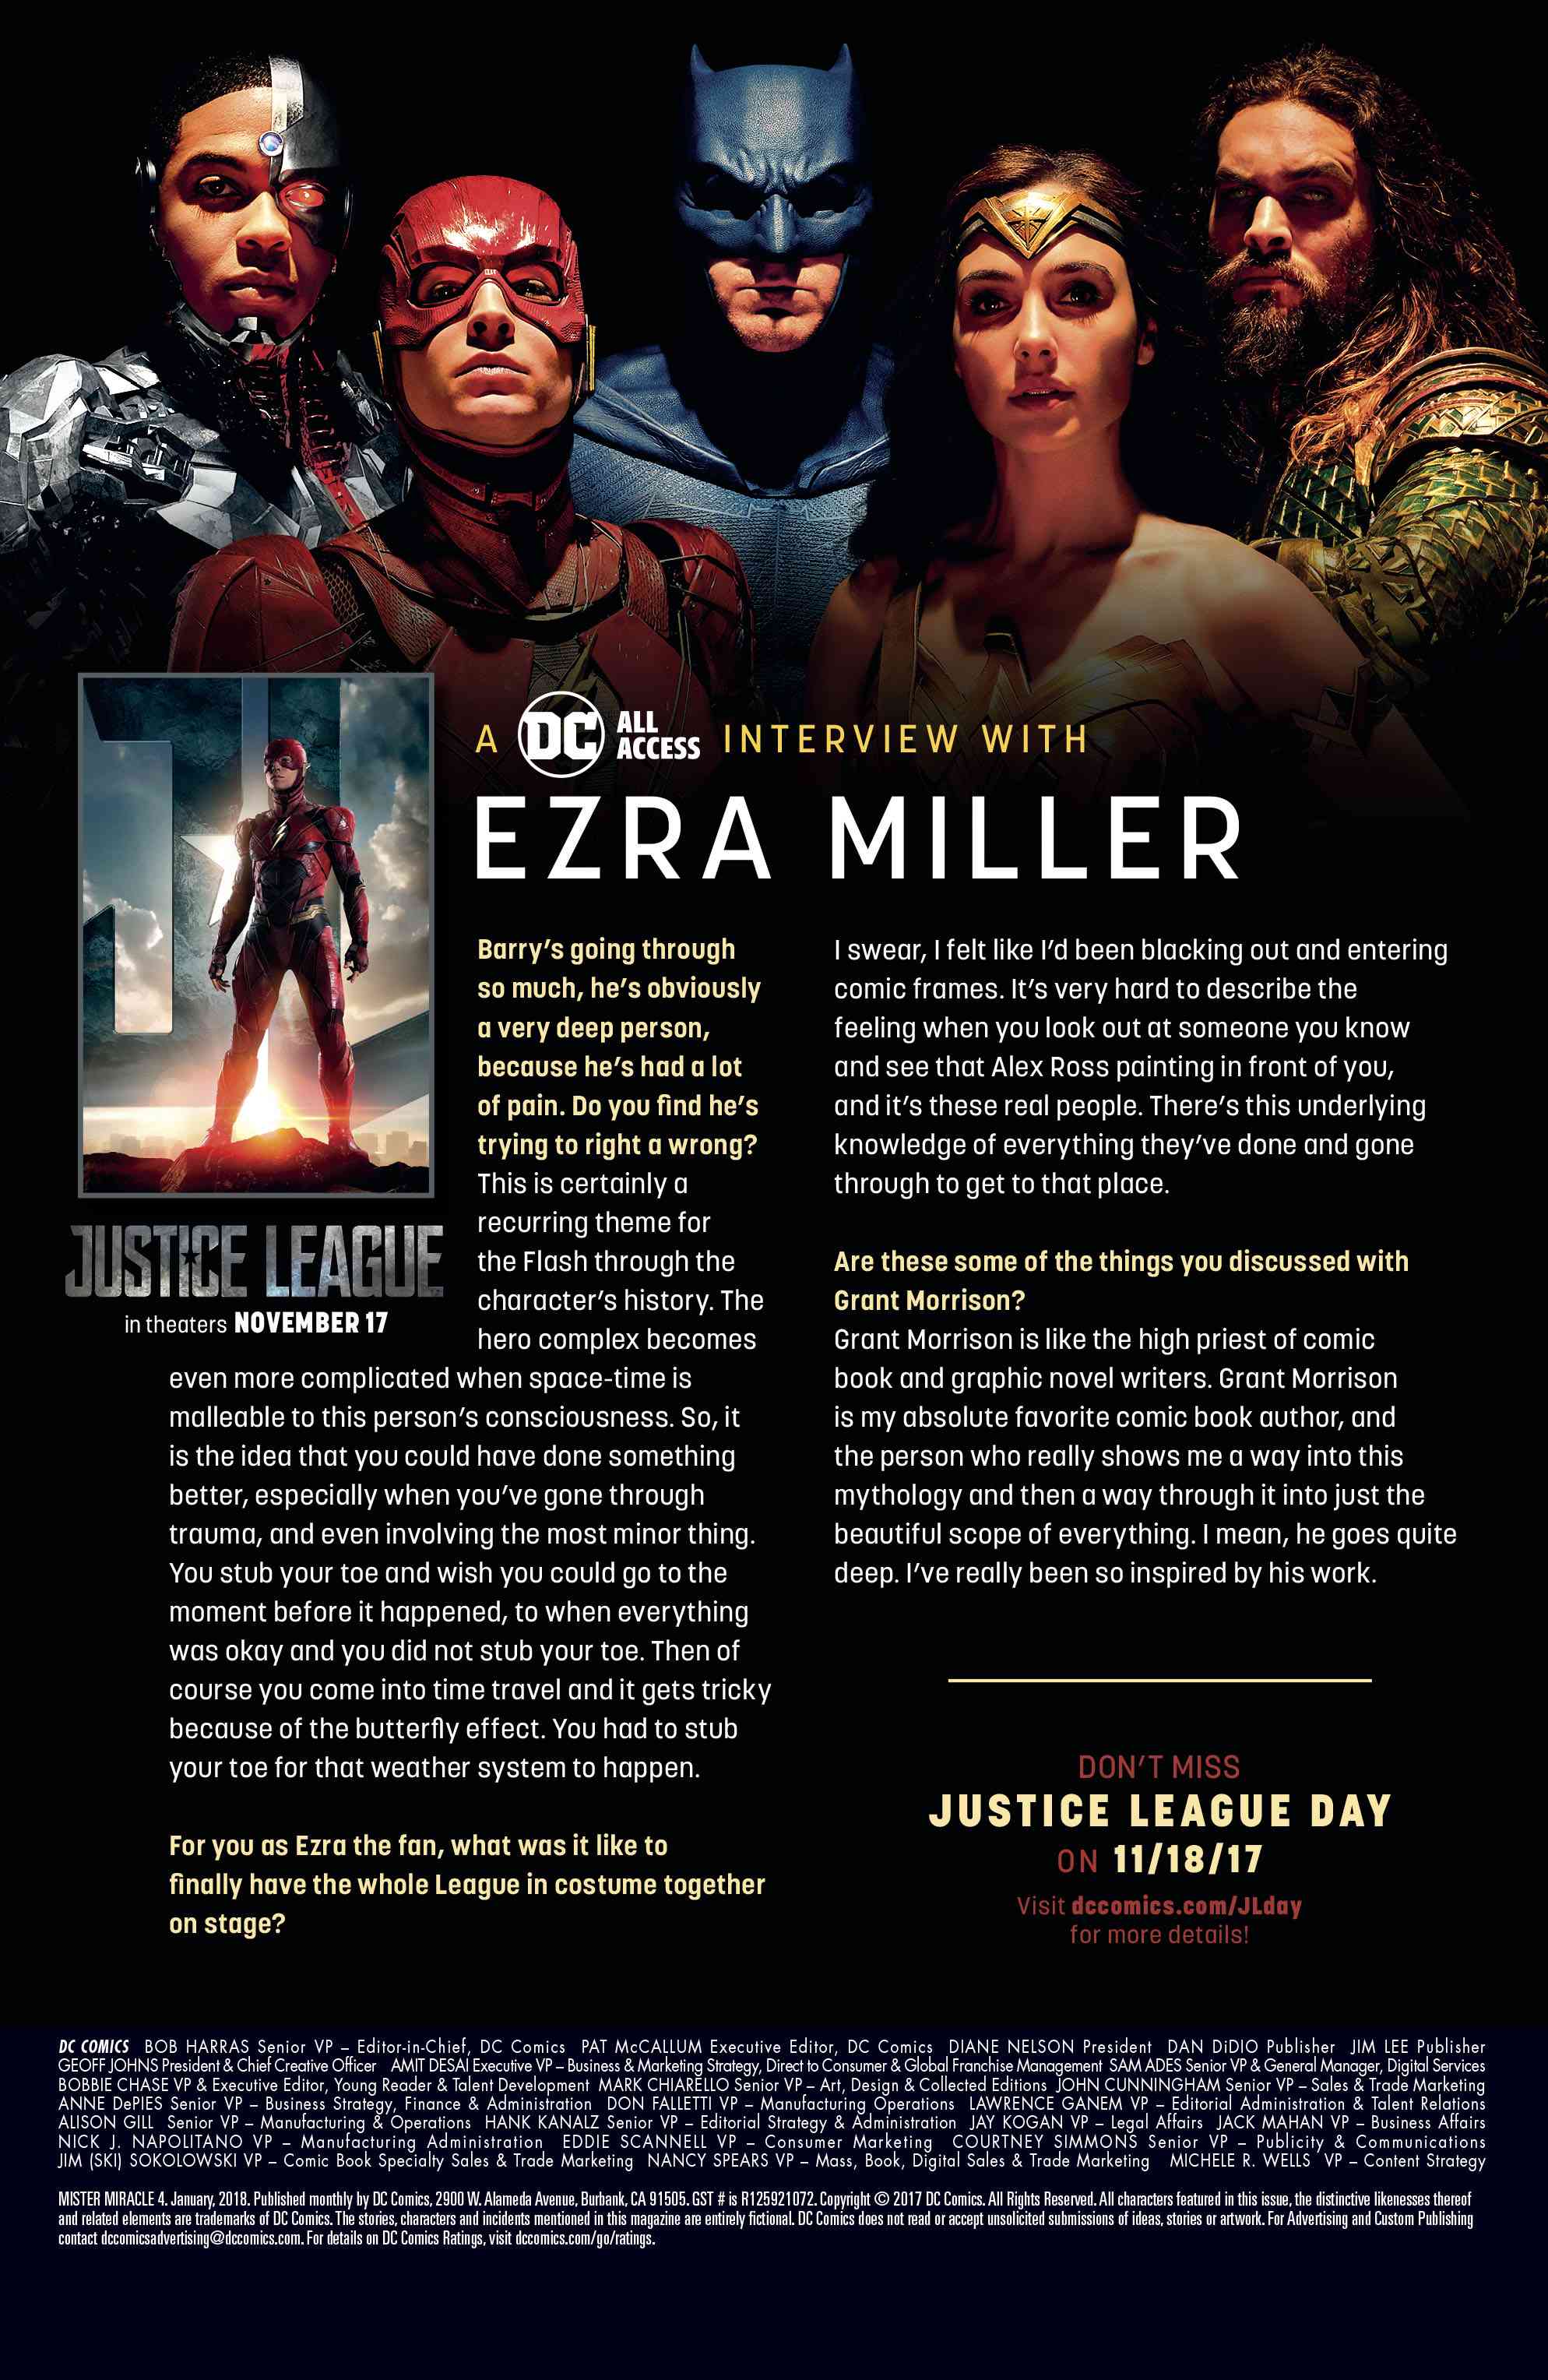 A DC ALL ACCESS INTERVIEW WITH
EZRA MILLER
JUSTICE LEAGUE
in theaters NOVEMBER 17
Barry's going through
so much, he's obviously
a very deep person,
because he's had a lot
of pain. Do you find he's
trying to right a wrong?
This is certainly a
recurring theme for
the Flash through the
character's history. The
hero complex becomes
even more complicated when space-time is
malleable to this person's consciousness. So, it
is the idea that you could have done something
better, especially when you've gone through
trauma, and even involving the most minor thing.
You stub your toe and wish you could go to the
moment before it happened, to when everything
was okay and you did not stub your toe. Then of
course you come into time travel and it gets tricky
because of the butterfly effect. You had to stub
your toe for that weather system to happen.
For you as Ezra the fan, what was it like to
finally have the whole League in costume together
on stage?
I swear, I felt like I'd been blacking out and entering
comic frames. It's very hard to describe the
feeling when you look out at someone you know
and see that Alex Ross painting in front of you,
and it's these real people. There's this underlying
knowledge of everything they've done and gone
through to get to that place.
Are these some of the things you discussed with
Grant Morrison?
Grant Morrison is like the high priest of comic
book and graphic novel writers. Grant Morrison
is my absolute favorite comic book author, and
the person who really shows me a way into this
mythology and then a way through it into just the
beautiful scope of everything. I mean, he goes quite
deep. I've really been so inspired by his work.
DON'T MISS
JUSTICE LEAGUE DAY
ON 11/18/17
Visit dccomics.com/JLday
for more details!
DC COMICS BOB HARRAS Senior VP – Editor-in-Chief, DC Comics PAT McCALLUM Executive Editor, DC Comics DIANE NELSON President DAN DiDIO Publisher JIM LEE Publisher
GEOFF JOHNS President & Chief Creative Officer AMIT DESAI Executive VP – Business & Marketing Strategy, Direct to Consumer & Global Franchise Management SAM ADES Senior VP & General Manager, Digital Services
BOBBIE CHASE VP & Executive Editor, Young Reader & Talent Development MARK CHIARELLO Senior VP – Art, Design & Collected Editions JOHN CUNNINGHAM Senior VP – Sales & Trade Marketing
ANNE DePIES Senior VP – Business Strategy, Finance & Administration DON FALLETTI VP – Manufacturing Operations LAWRENCE GANEM VP – Editorial Administration & Talent Relations
ALISON GILL Senior VP – Manufacturing & Operations HANK KANALZ Senior VP – Editorial Strategy & Administration JAY KOGAN VP – Legal Affairs JACK MAHAN VP – Business Affairs
NICK J. NAPOLITANO VP – Manufacturing Administration EDDIE SCANNELL VP – Consumer Marketing COURTNEY SIMMONS Senior VP – Publicity & Communications
JIM (SKI) SOKOLOWSKI VP – Comic Book Specialty Sales & Trade Marketing NANCY SPEARS VP – Mass, Book, Digital Sales & Trade Marketing MICHELE R. WELLS VP – Content Strategy
MISTER MIRACLE 4. January, 2018. Published monthly by DC Comics, 2900 W. Alameda Avenue, Burbank, CA 91505. GST # is R125921072. Copyright © 2017 DC Comics. All Rights Reserved. All characters featured in this issue, the distinctive likenesses thereof
and related elements are trademarks of DC Comics. The stories, characters and incidents mentioned in this magazine are entirely fictional. DC Comics does not read or accept unsolicited submissions of ideas, stories or artwork. For Advertising and Custom Publishing
contact dccomicsadvertising@dccomics.com. For details on DC Comics Ratings, visit dccomics.com/go/ratings.